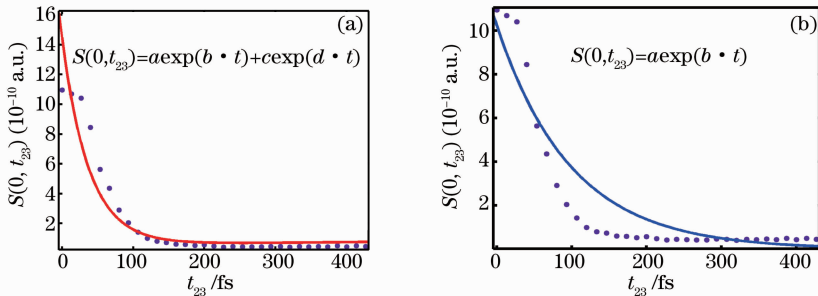 (a)
S(0,t₂₃)=aexp(b · t)+cexp(d · t)
S(0, t₂₃) (10⁻¹⁰ a.u.)
16
14
12
10
8
6
4
2
0
100
200
300
400
t₂₃ /fs
(b)
S(0,t₂₃)=aexp(b · t)
S(0, t₂₃) (10⁻¹⁰ a.u.)
10
8
6
4
2
0
100
200
300
400
t₂₃ /fs